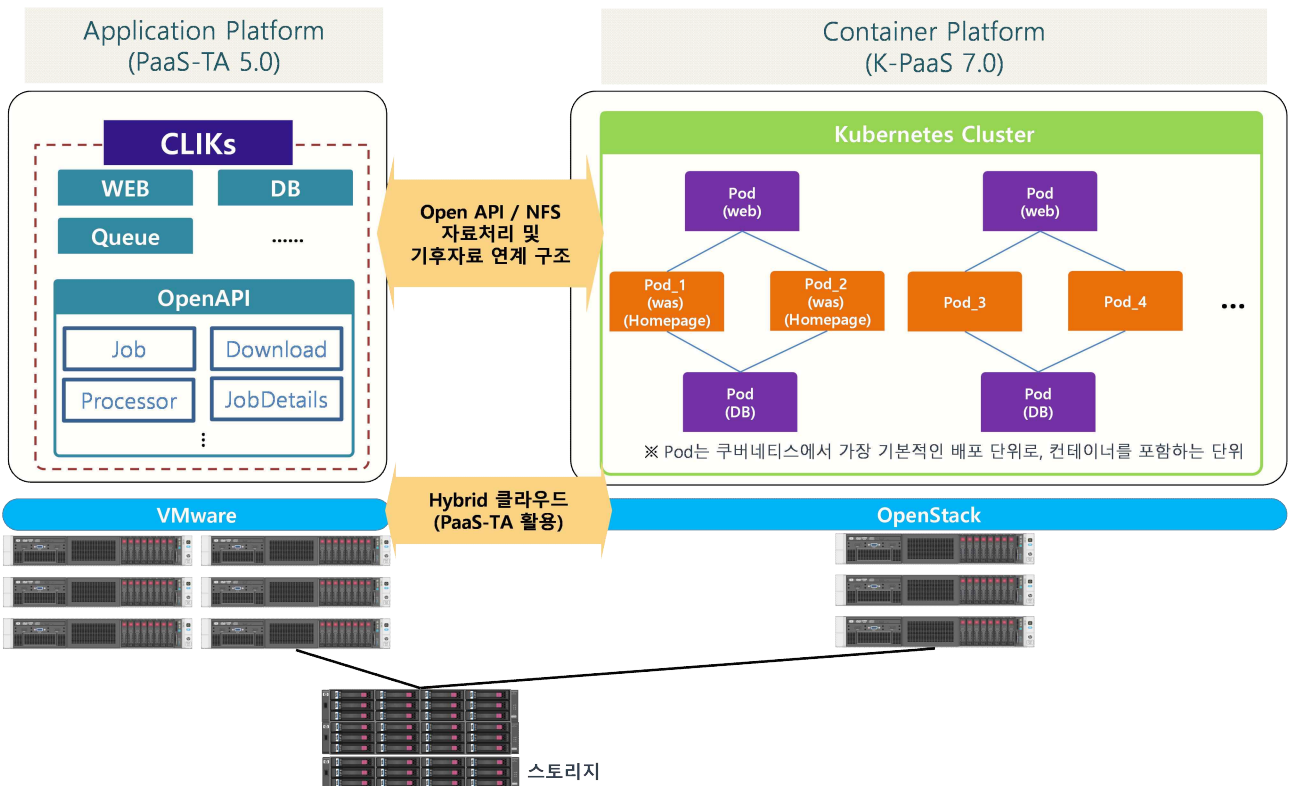 Application Platform
(PaaS-TA 5.0)
Container Platform
(K-PaaS 7.0)
CLIKs
WEB
DB
Queue
......
OpenAPI
Job
Download
Processor
JobDetails
⋮
Open API / NFS
자료처리 및
기후자료 연계 구조
Kubernetes Cluster
Pod
(web)
Pod
(web)
Pod_1
(was)
(Homepage)
Pod_2
(was)
(Homepage)
Pod_3
Pod_4
...
Pod
(DB)
Pod
(DB)
※ Pod는 쿠버네티스에서 가장 기본적인 배포 단위로, 컨테이너를 포함하는 단위
Hybrid 클라우드
(PaaS-TA 활용)
VMware
OpenStack
스토리지